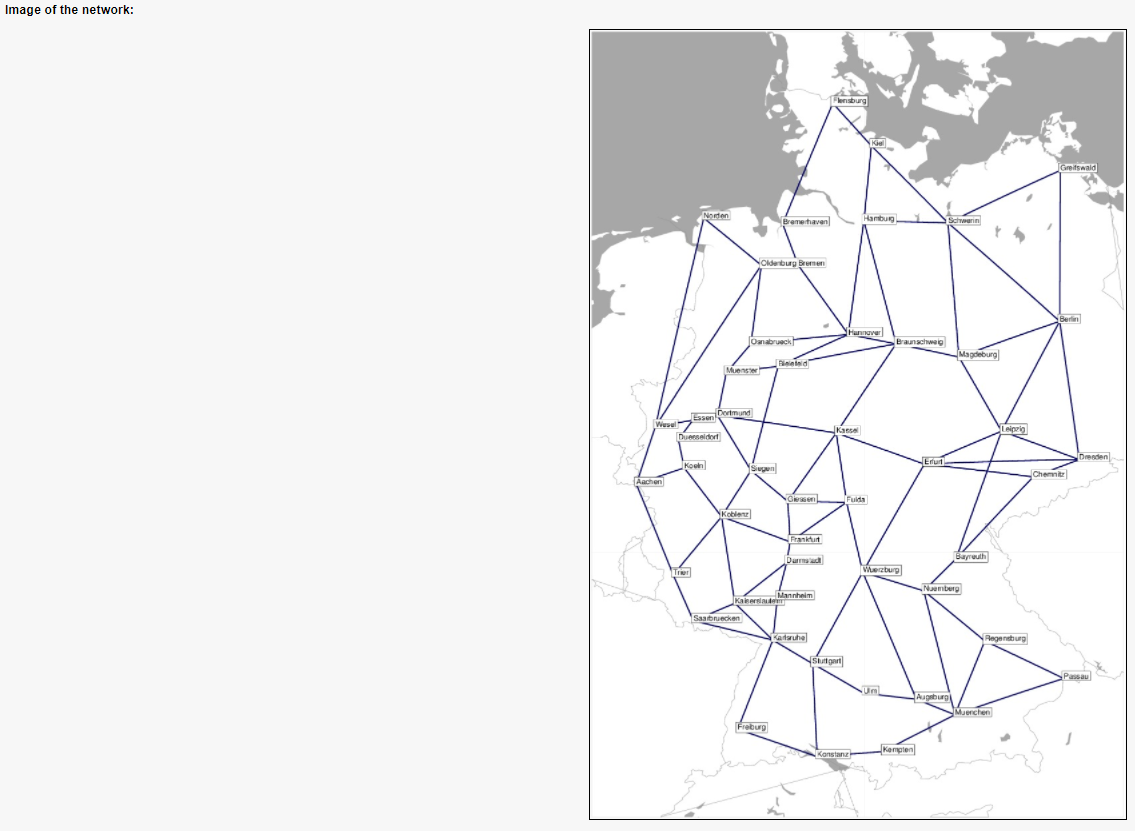 Image of the network:
Flensburg
Kiel
Greifswald
Norden
Bremerhaven
Hamburg
Schwerin
Oldenburg
Bremen
Berlin
Hannover
Osnabrueck
Braunschweig
Magdeburg
Bielefeld
Muenster
Essen
Dortmund
Wesel
Kassel
Leipzig
Duesseldorf
Dresden
Erfurt
Koeln
Siegen
Chemnitz
Aachen
Giessen
Fulda
Koblenz
Frankfurt
Bayreuth
Darmstadt
Trier
Wuerzburg
Nuernberg
Mannheim
Kaiserslautern
Saarbruecken
Karlsruhe
Regensburg
Stuttgart
Passau
Ulm
Augsburg
Muenchen
Freiburg
Kempten
Konstanz